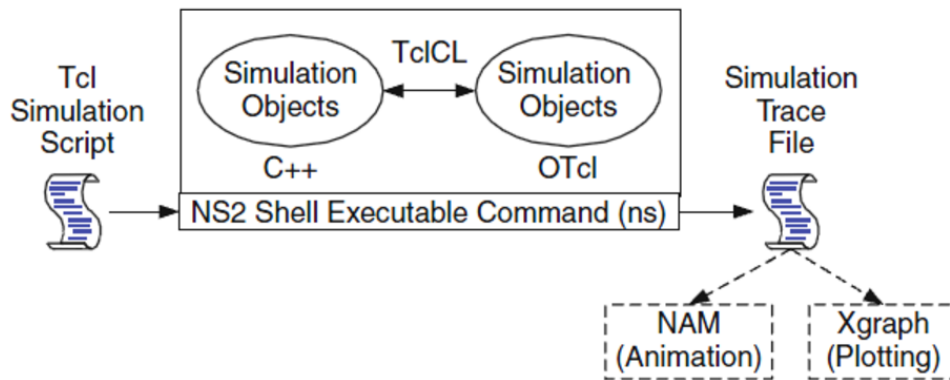 Tcl
Simulation
Script
Simulation
Objects
C++
TclCL
Simulation
Objects
OTcl
NS2 Shell Executable Command (ns)
Simulation
Trace
File
NAM
(Animation)
Xgraph
(Plotting)